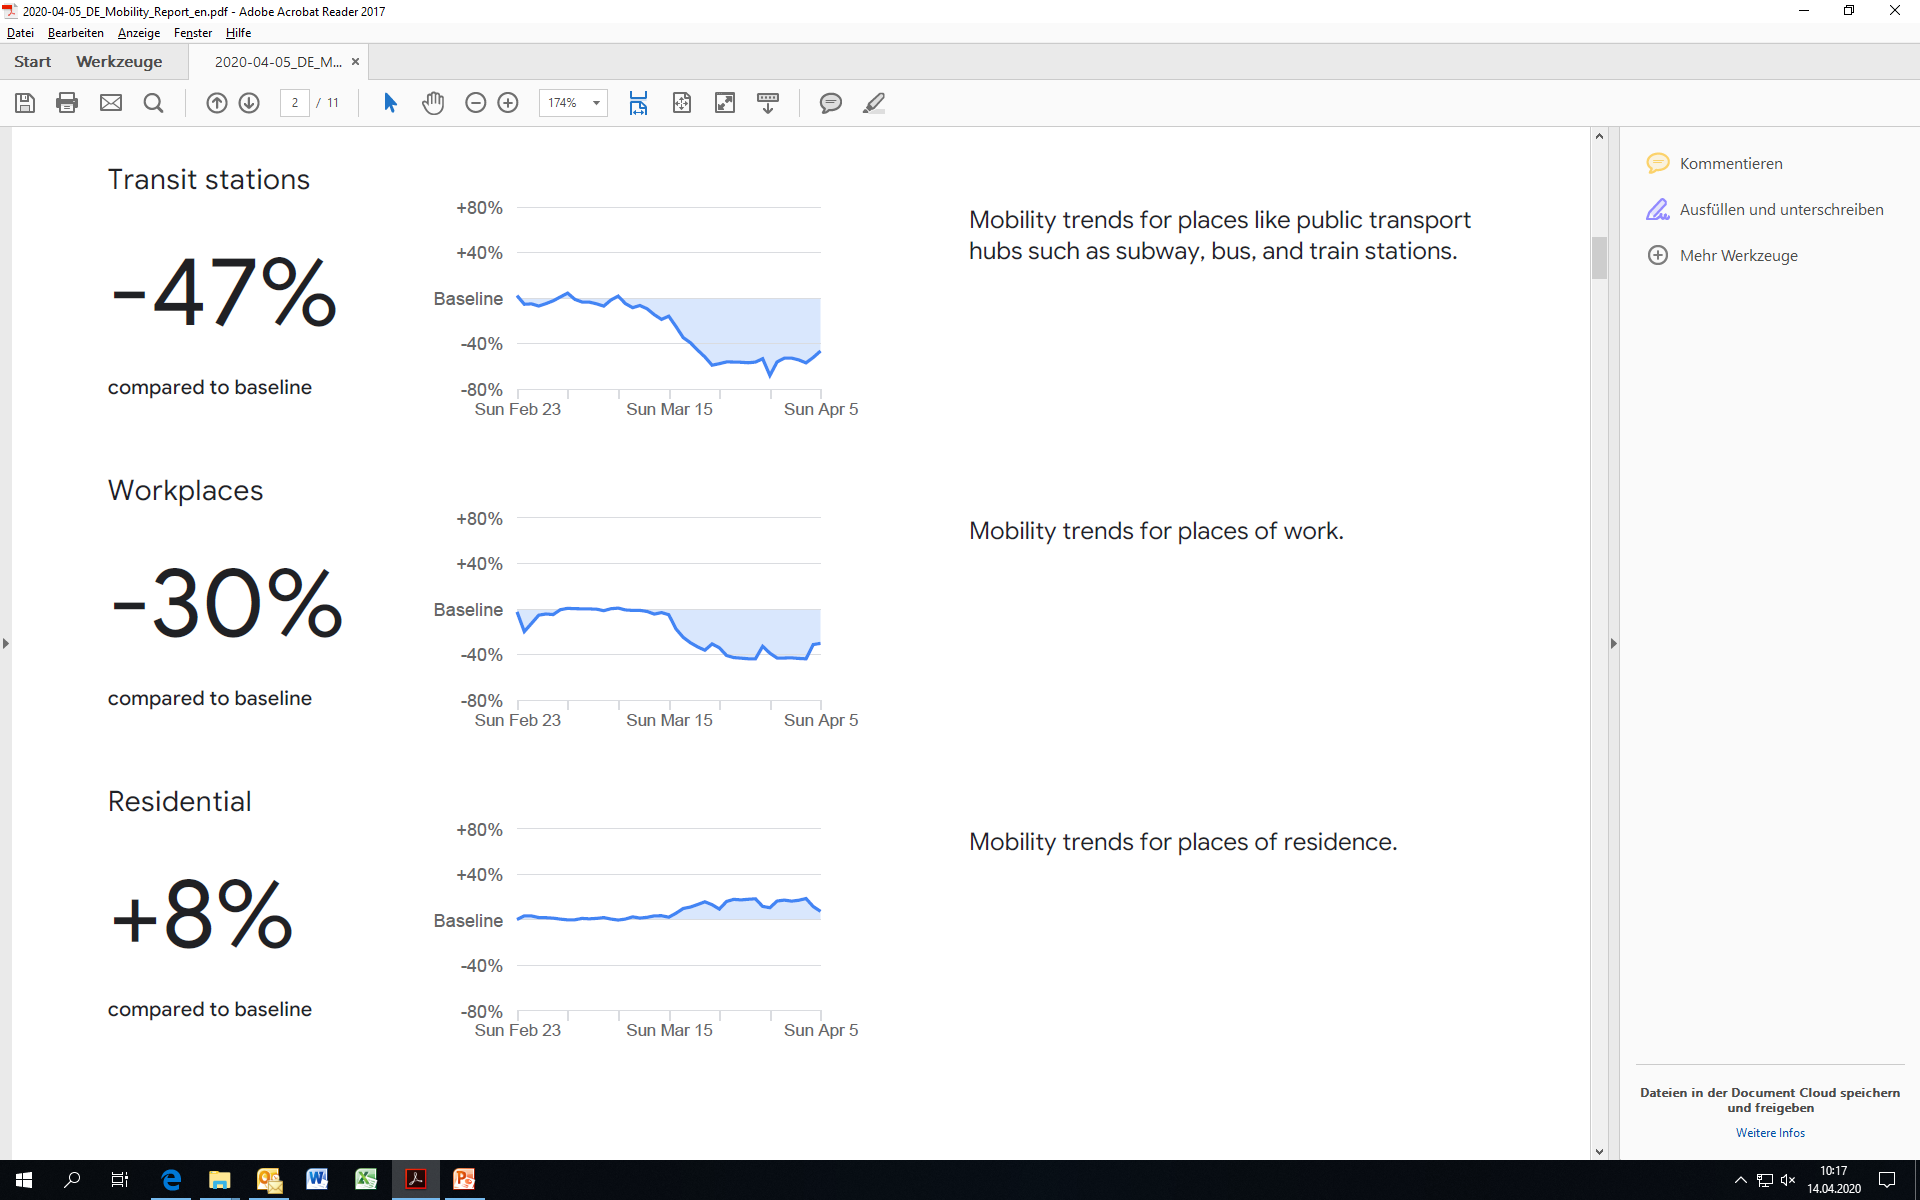 2020-04-05_DE_Mobility_Report_en.pdf - Adobe Acrobat Reader 2017
Datei Bearbeiten Anzeige Fenster Hilfe
Start Werkzeuge 2020-04-05_DE_M... ×
2 / 11 174%
Transit stations
-47%
compared to baseline
+80%
+40%
Baseline
-40%
-80%
Sun Feb 23 Sun Mar 15 Sun Apr 5
Mobility trends for places like public transport
hubs such as subway, bus, and train stations.
Workplaces
-30%
compared to baseline
+80%
+40%
Baseline
-40%
-80%
Sun Feb 23 Sun Mar 15 Sun Apr 5
Mobility trends for places of work.
Residential
+8%
compared to baseline
+80%
+40%
Baseline
-40%
-80%
Sun Feb 23 Sun Mar 15 Sun Apr 5
Mobility trends for places of residence.
Kommentieren
Ausfüllen und unterschreiben
Mehr Werkzeuge
Dateien in der Document Cloud speichern
und freigeben
Weitere Infos
10:17
14.04.2020